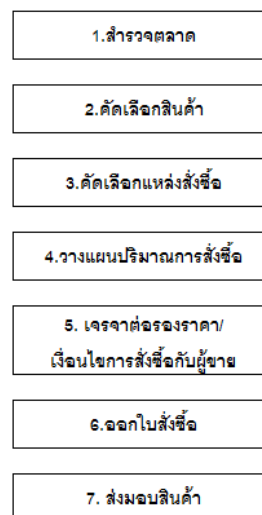 1.สำรวจตลาด
2.คัดเลือกสินค้า
3.คัดเลือกแหล่งสั่งซื้อ
4.วางแผนปริมาณการสั่งซื้อ
5. เจรจาต่อรองราคา/
เงื่อนไขการสั่งซื้อกับผู้ขาย
6.ออกใบสั่งซื้อ
7. ส่งมอบสินค้า